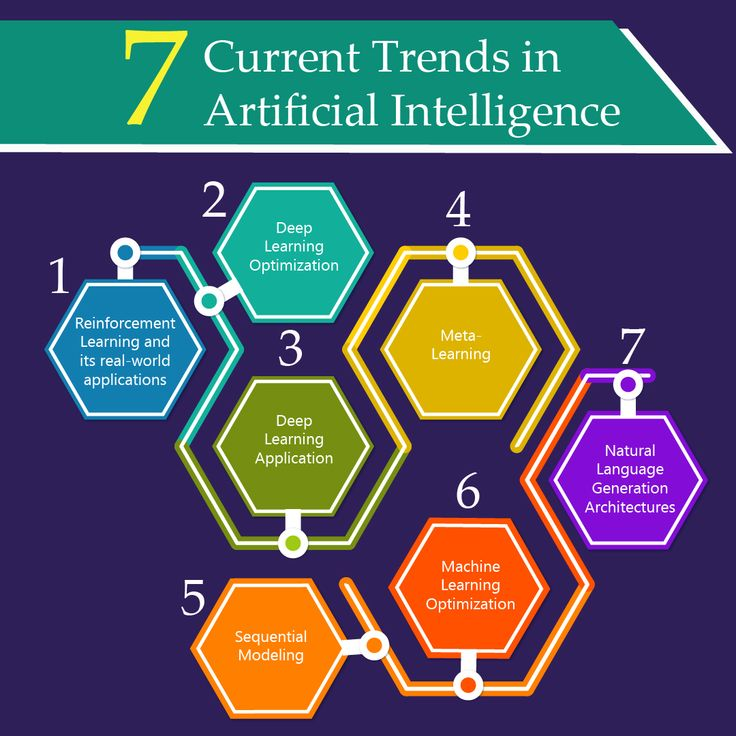 7
Current Trends in
Artificial Intelligence
1
Reinforcement
Learning and
its real-world
applications
2
Deep
Learning
Optimization
3
Deep
Learning
Application
4
Meta-
Learning
5
Sequential
Modeling
6
Machine
Learning
Optimization
7
Natural
Language
Generation
Architectures